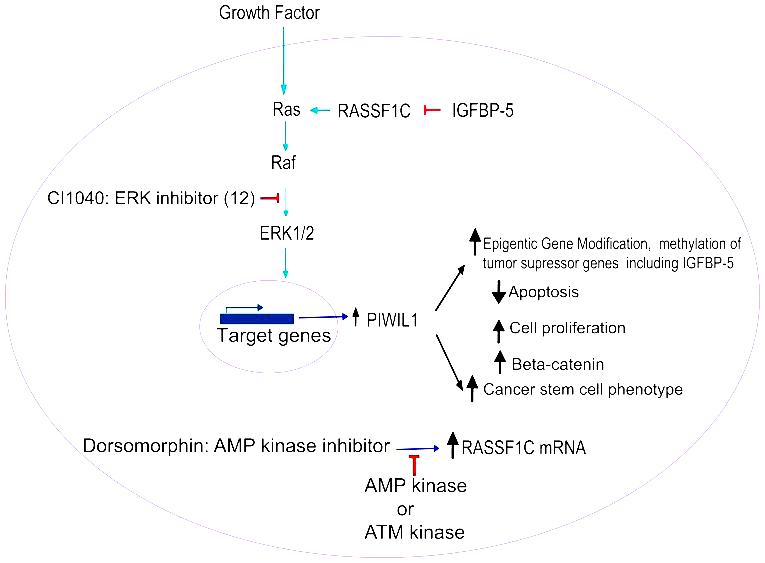 Growth Factor
Ras
RASSF1C
IGFBP-5
Raf
CI1040: ERK inhibitor (12)
ERK1/2
Epigentic Gene Modification, methylation of
tumor supressor genes including IGFBP-5
Apoptosis
PIWIL1
Cell proliferation
Target genes
Beta-catenin
Cancer stem cell phenotype
Dorsomorphin: AMP kinase inhibitor
RASSF1C mRNA
AMP kinase
or
ATM kinase